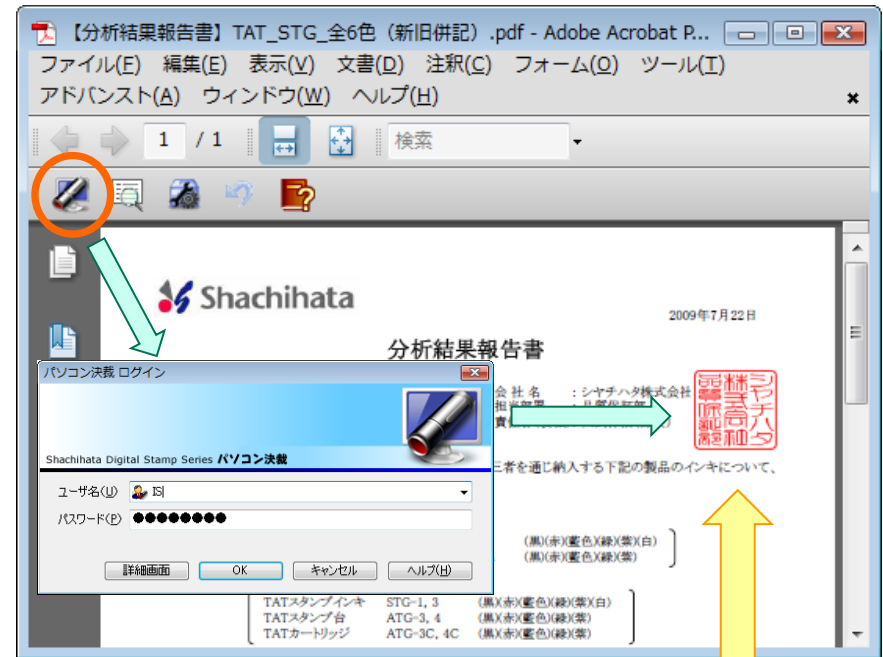 【分析結果報告書】TAT_STG_全6色（新旧併記）.pdf - Adobe Acrobat P...
ファイル(F) 編集(E) 表示(V) 文書(D) 注釈(C) フォーム(O) ツール(T)
アドバンスト(A) ウィンドウ(W) ヘルプ(H)
1 / 1 検索
Shachihata
2009年7月22日
分析結果報告書
会社名 :シヤチハタ株式会社
三者を通じ納入する下記の製品のインキについて、
(黒)(赤)(藍色)(緑)(紫)(白)
(黒)(赤)(藍色)(緑)(紫)
TATスタンプインキ STG-1, 3 (黒)(赤)(藍色)(緑)(紫)(白)
TATスタンプ台 ATG-3, 4 (黒)(赤)(藍色)(緑)(紫)
TATカートリッジ ATG-3C, 4C (黒)(赤)(藍色)(緑)(紫)
パソコン決裁 ログイン
Shachihata Digital Stamp Series パソコン決裁
ユーザ名(U) ISI
パスワード(P) ●●●●●●●●
詳細画面 OK キャンセル ヘルプ(H)